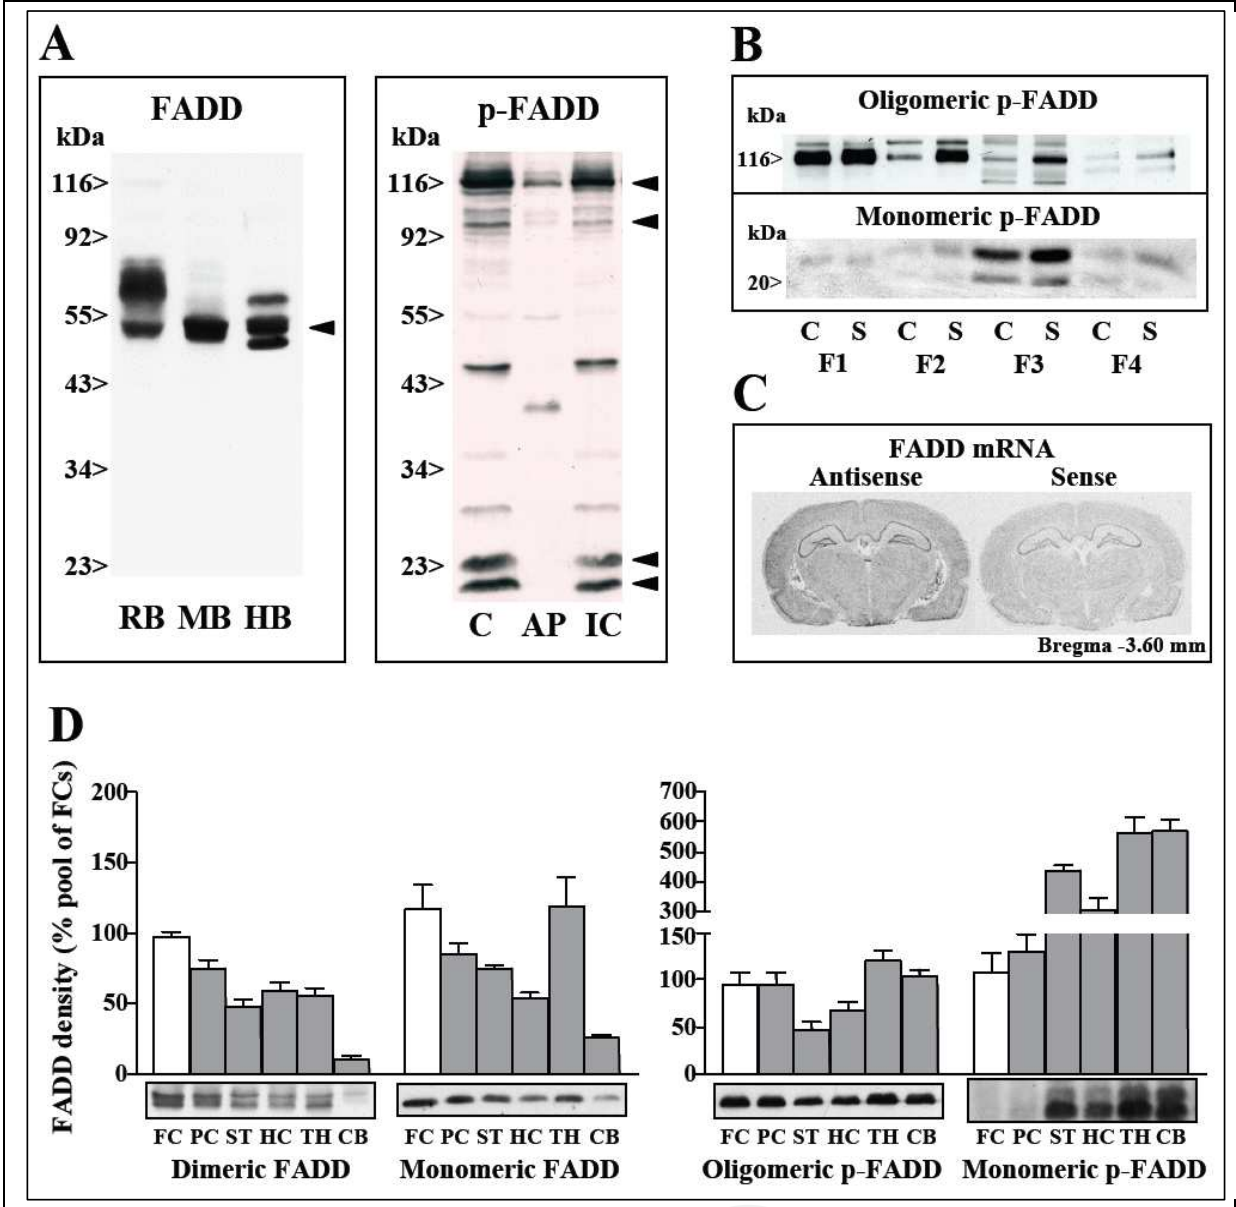 A
FADD
kDa
116>
92>
55>
43>
34>
23>
RB MB HB
p-FADD
kDa
116>
92>
55>
43>
34>
23>
C AP IC
B
Oligomeric p-FADD
kDa
116>
Monomeric p-FADD
kDa
20>
C S C S C S C S
F1 F2 F3 F4
C
FADD mRNA
Antisense Sense
Bregma -3.60 mm
D
FADD density (% pool of FCs)
200
150
100
50
0
FC PC ST HC TH CB
Dimeric FADD
FC PC ST HC TH CB
Monomeric FADD
700
600
500
400
300
150
100
50
0
FC PC ST HC TH CB
Oligomeric p-FADD
FC PC ST HC TH CB
Monomeric p-FADD